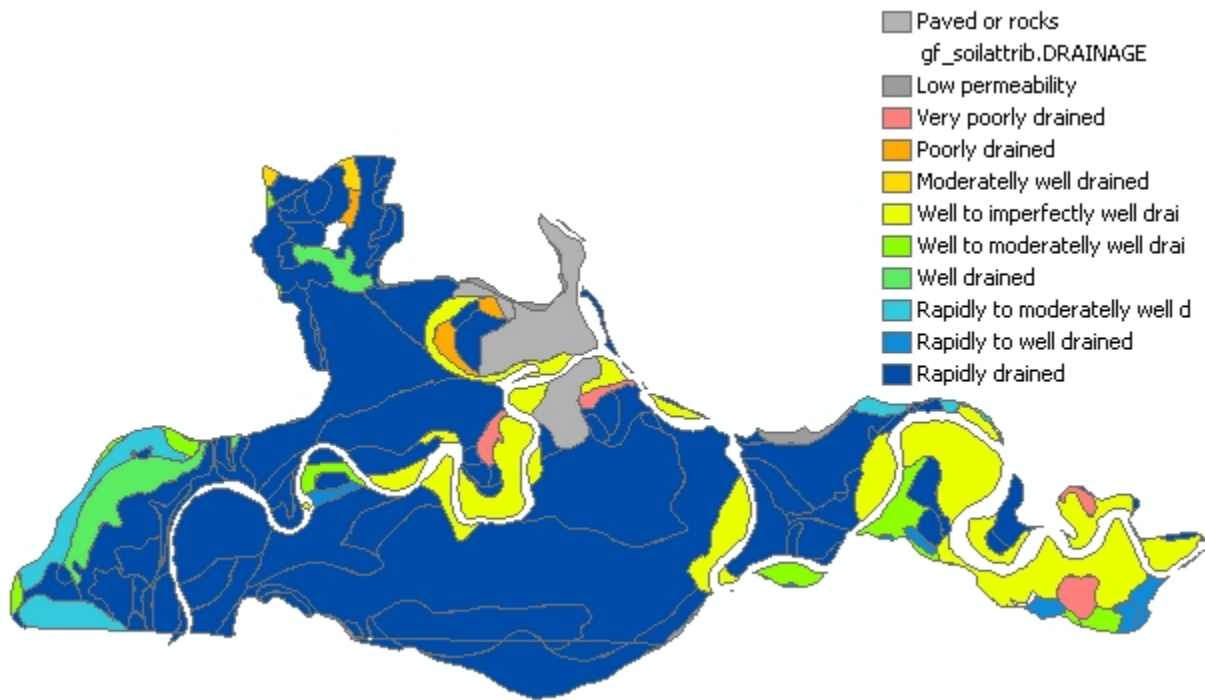 Paved or rocks
gf_soilattrib.DRAINAGE
Low permeability
Very poorly drained
Poorly drained
Moderatelly well drained
Well to imperfectly well drai
Well to moderatelly well drai
Well drained
Rapidly to moderatelly well d
Rapidly to well drained
Rapidly drained